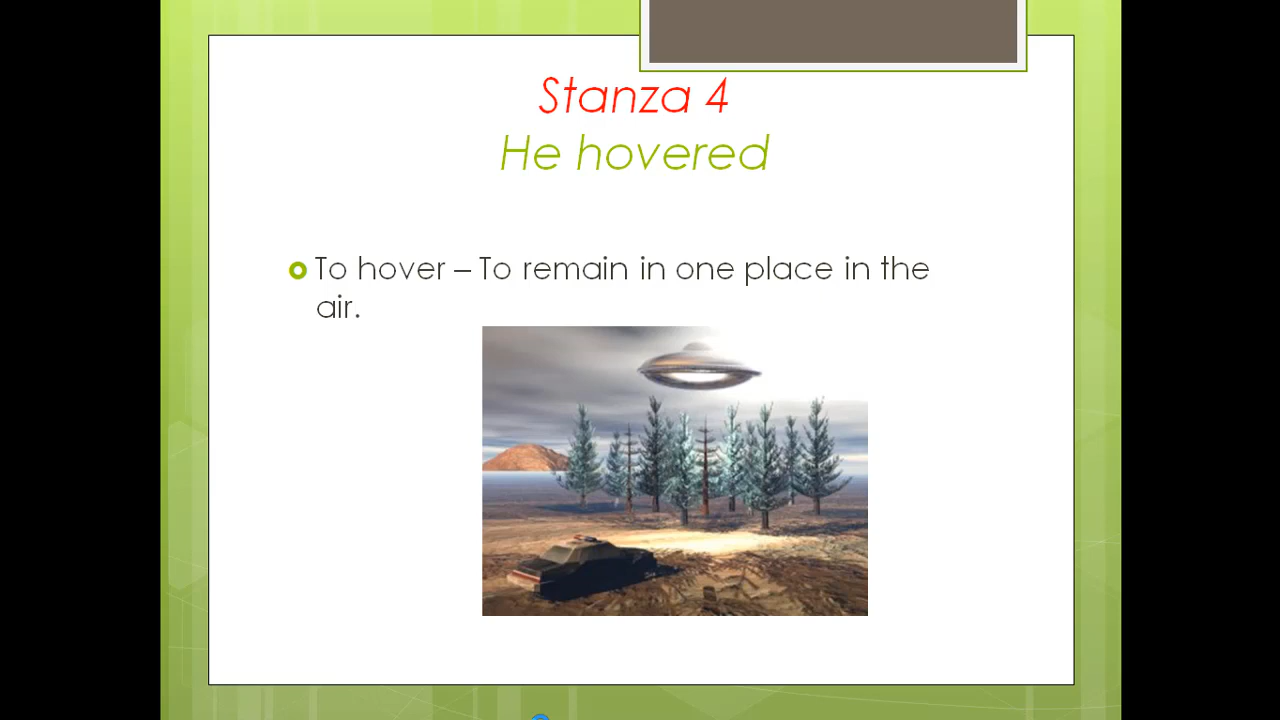 Stanza 4
He hovered
To hover – To remain in one place in the
air.